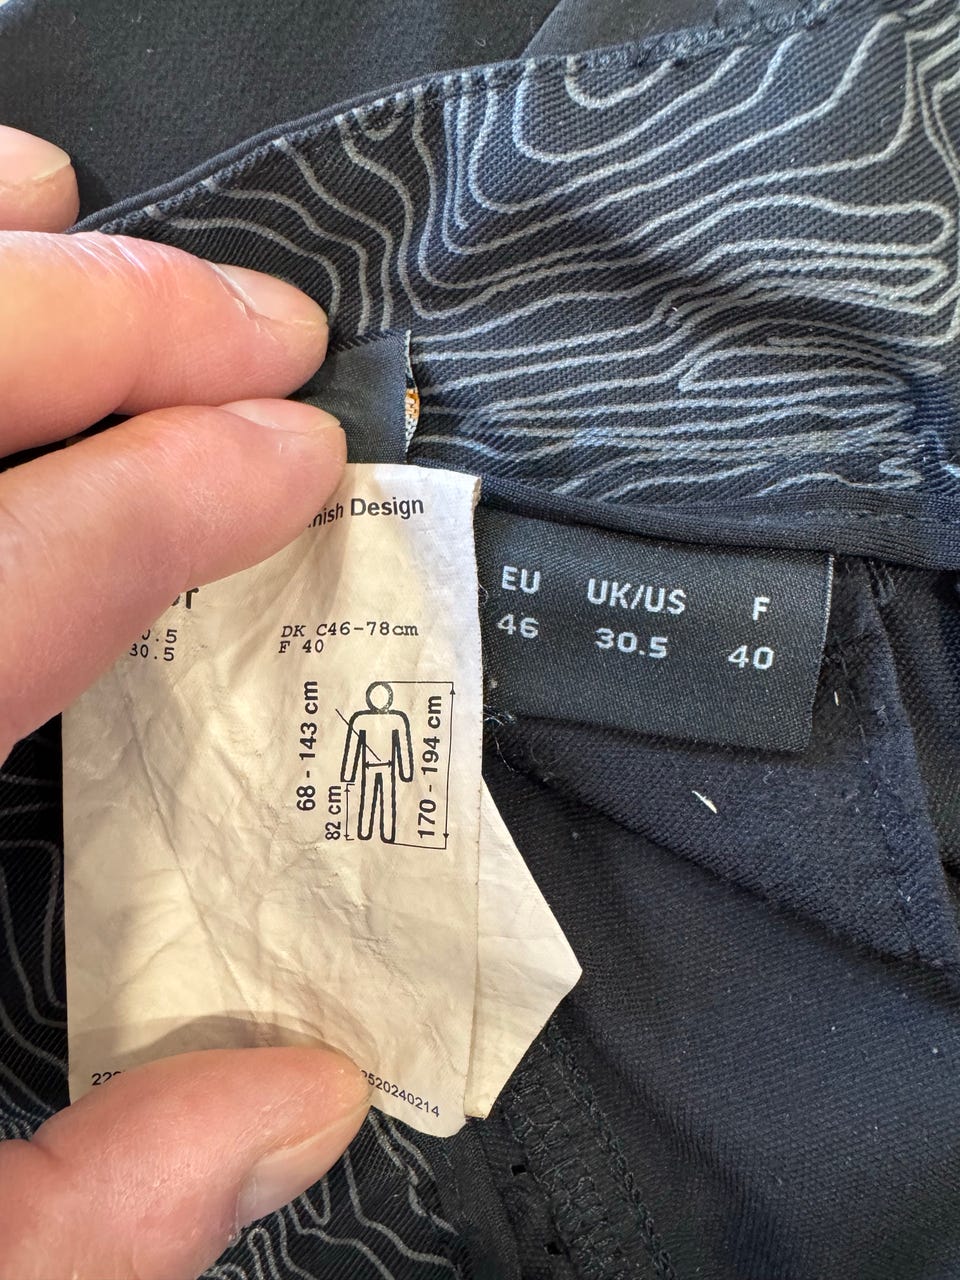 Design
DK C46-78cm
30.5 F 40
68 - 143 cm
82 cm
170 - 194 cm
520240214
EU UK/US F
46 30.5 40